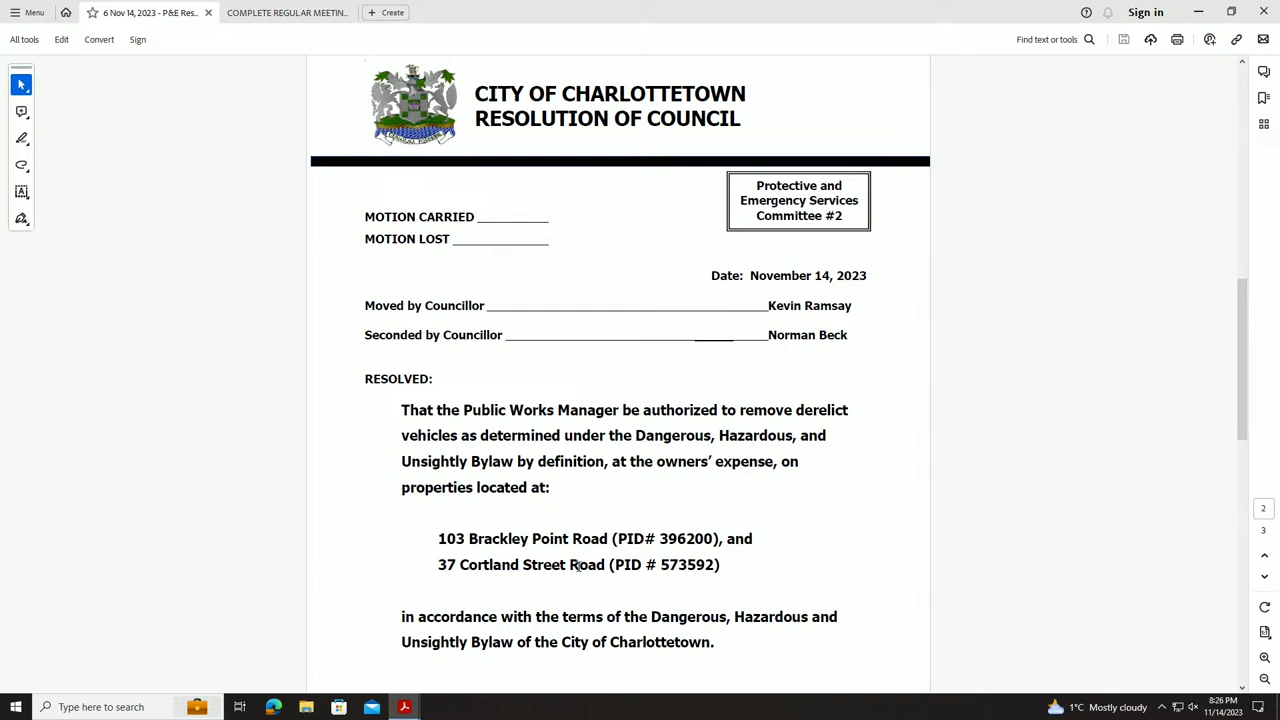 Menu
6 Nov 14, 2023 - P&E Res...
COMPLETE REGULAR MEETIN...
Create
Sign in
All tools
Edit
Convert
Sign
Find text or tools
CITY OF CHARLOTTETOWN
RESOLUTION OF COUNCIL
Protective and
Emergency Services
Committee #2
MOTION CARRIED ___________
MOTION LOST ______________
Date: November 14, 2023
Moved by Councillor ______________________________Kevin Ramsay
Seconded by Councillor ____________________________Norman Beck
RESOLVED:
That the Public Works Manager be authorized to remove derelict
vehicles as determined under the Dangerous, Hazardous, and
Unsightly Bylaw by definition, at the owners’ expense, on
properties located at:
103 Brackley Point Road (PID# 396200), and
37 Cortland Street Road (PID # 573592)
in accordance with the terms of the Dangerous, Hazardous and
Unsightly Bylaw of the City of Charlottetown.
2
3
Type here to search
1°C Mostly cloudy
8:26 PM
11/14/2023